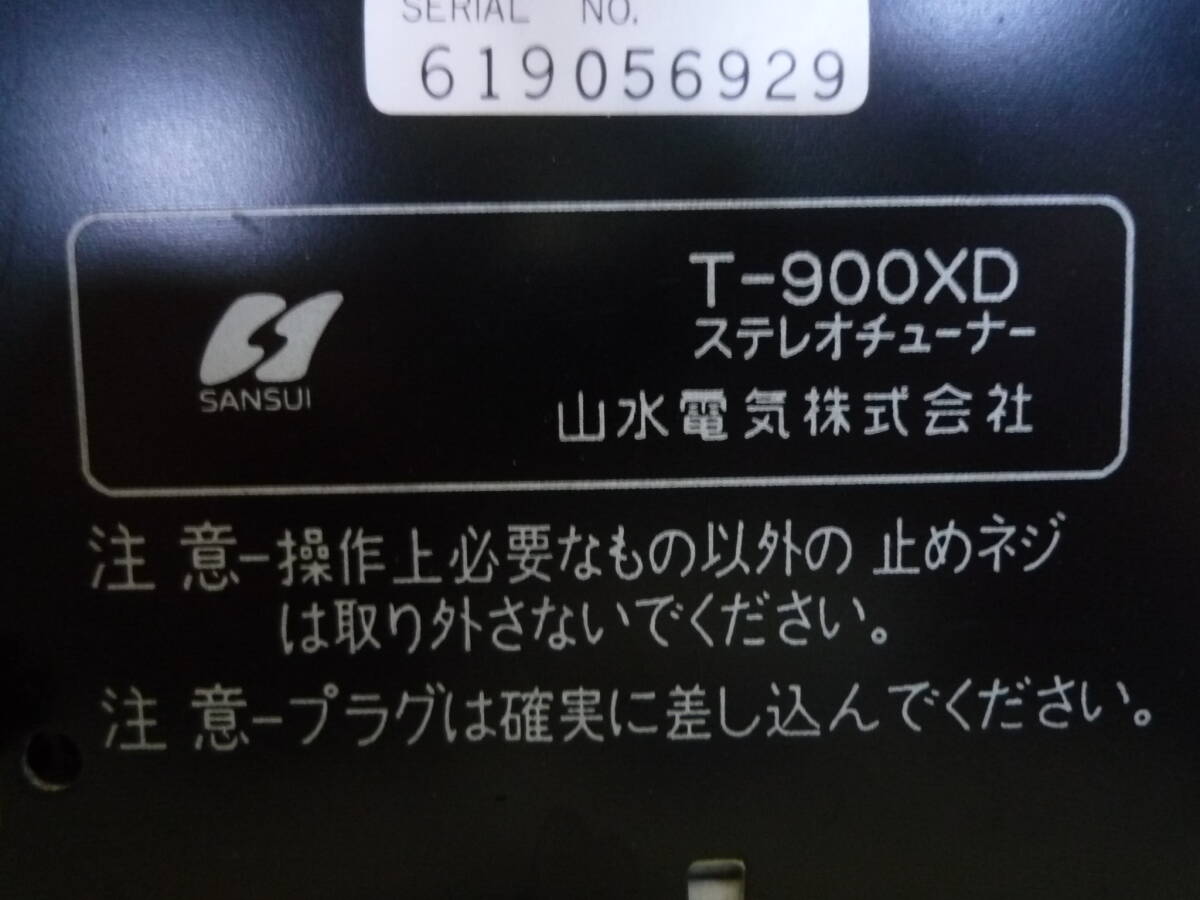 SERIAL NO.
619056929
T-900XD
ステレオチューナー
SANSUI
山水電気株式会社
注意-操作上必要なもの以外の止めネジ
は取り外さないでください。
注意-プラグは確実に差し込んでください。